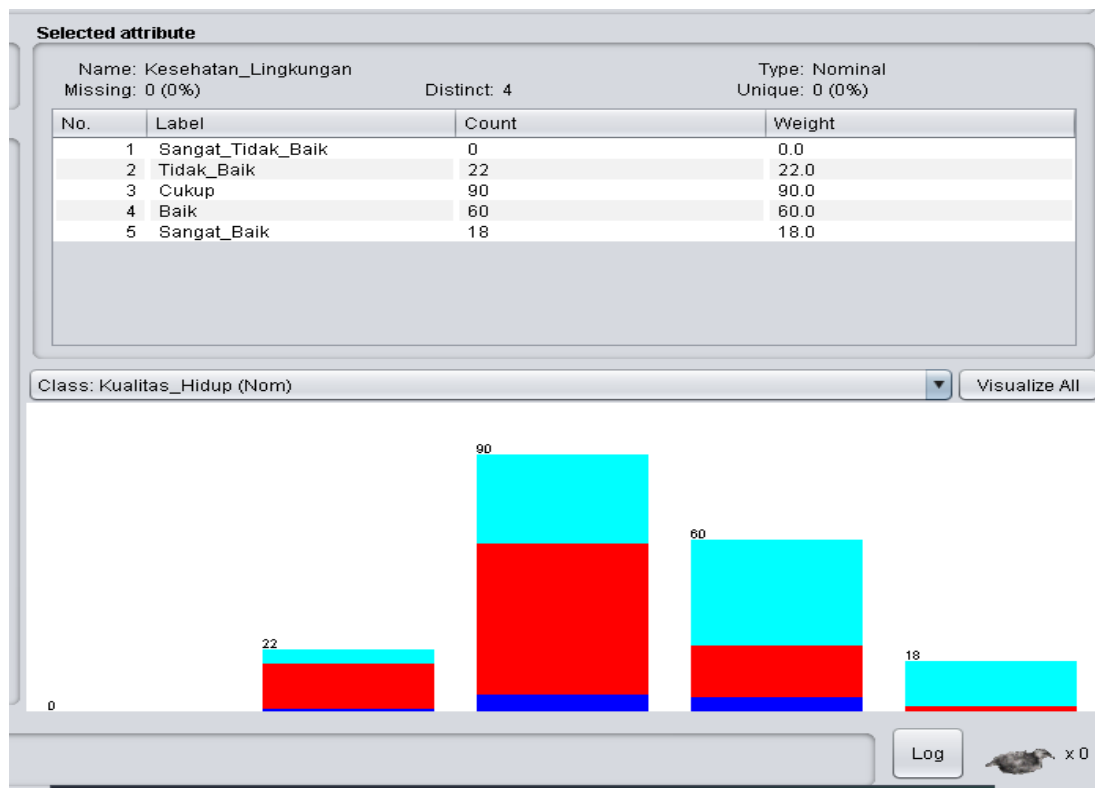 Selected attribute
Name: Kesehatan_Lingkungan Type: Nominal
Missing: 0 (0%) Distinct: 4 Unique: 0 (0%)
No. Label Count Weight
1 Sangat_Tidak_Baik 0 0.0
2 Tidak_Baik 22 22.0
3 Cukup 90 90.0
4 Baik 60 60.0
5 Sangat_Baik 18 18.0
Class: Kualitas_Hidup (Nom) Visualize All
90
60
22
18
0
Log x 0